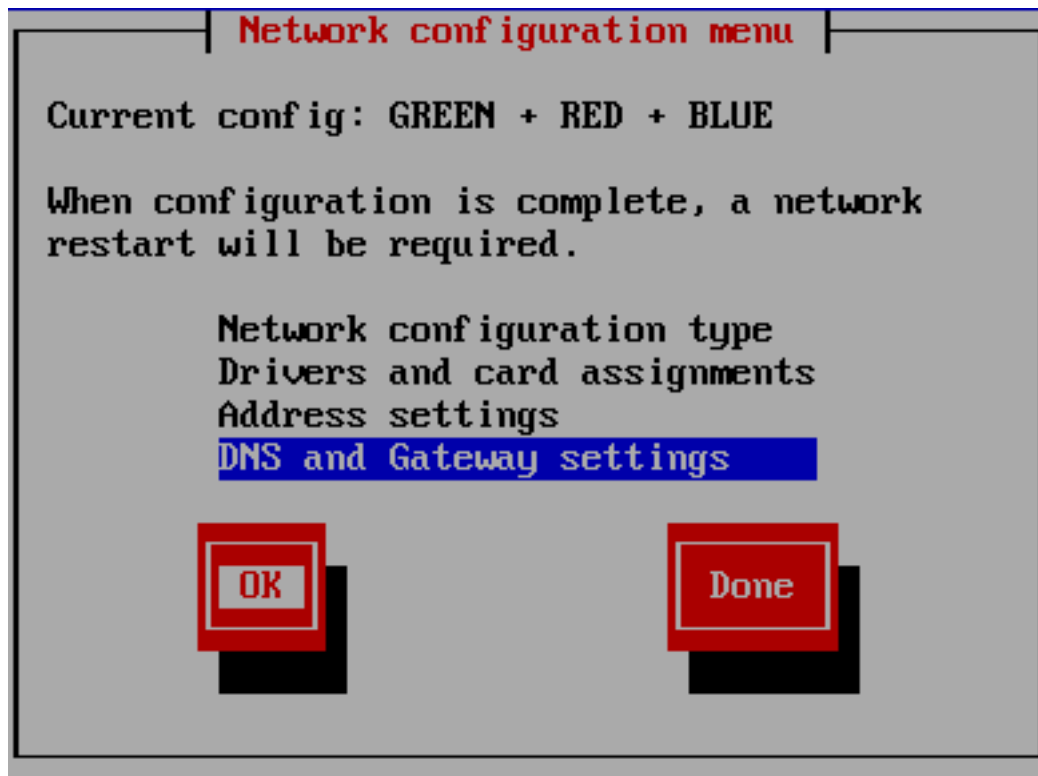 Network configuration menu
Current config: GREEN + RED + BLUE
When configuration is complete, a network
restart will be required.
Network configuration type
Drivers and card assignments
Address settings
DNS and Gateway settings
OK
Done